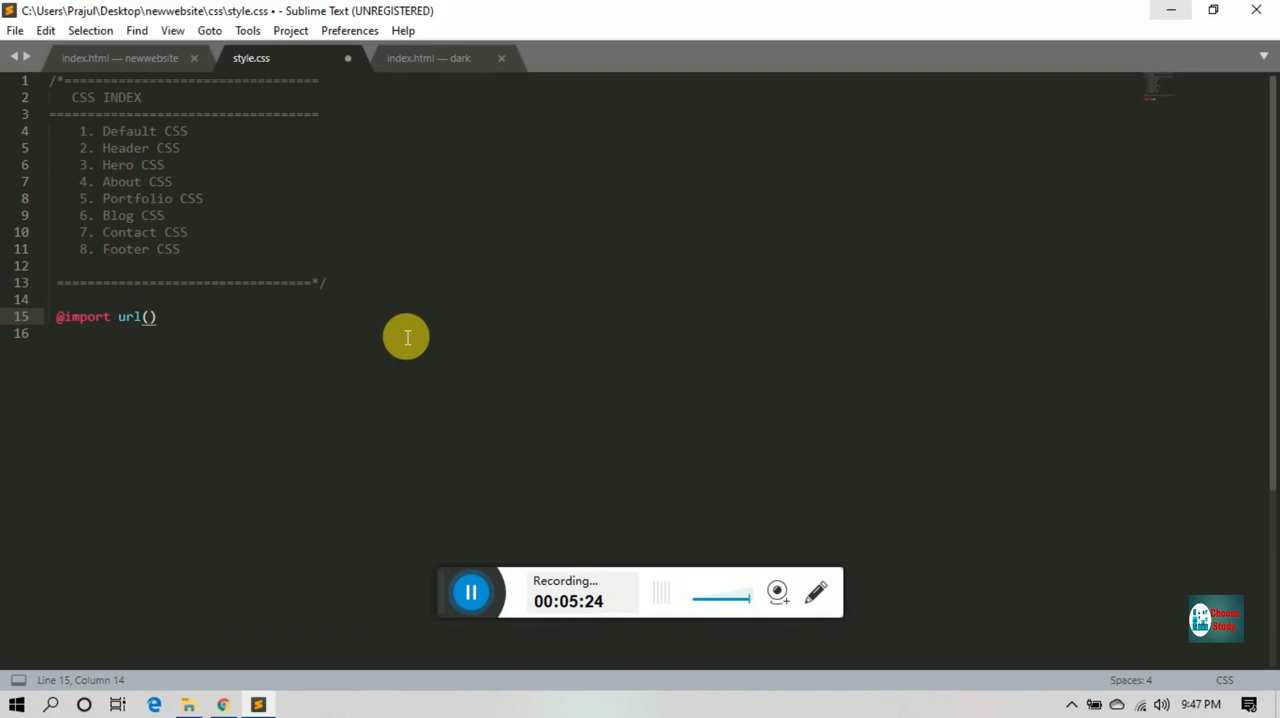 C:\Users\Prajul\Desktop\newwebsite\css\style.css • - Sublime Text (UNREGISTERED)
File Edit Selection Find View Goto Tools Project Preferences Help
index.html — newwebsite style.css index.html — dark
1 /*=================================
2 CSS INDEX
3 ===================================
4 1. Default CSS
5 2. Header CSS
6 3. Hero CSS
7 4. About CSS
8 5. Portfolio CSS
9 6. Blog CSS
10 7. Contact CSS
11 8. Footer CSS
12
13 =================================*/
14
15 @import url()
16
Recording...
00:05:24
Choose
Study
Line 15, Column 14 Spaces: 4 CSS
9:47 PM